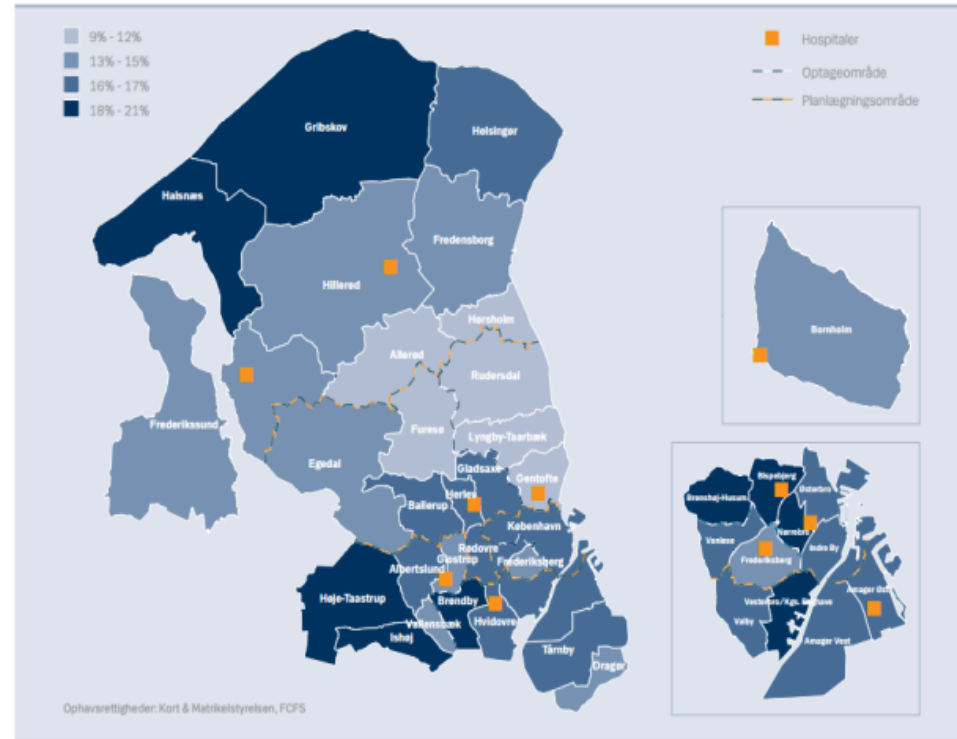 9% - 12%
13% - 15%
16% - 17%
18% - 21%
Hospitaler
Optageområde
Planlægningsområde
Gribskov
Helsingør
Halsnæs
Fredensborg
Hillerød
Hørsholm
Allerød
Rudersdal
Frederikssund
Furesø
Lyngby-Taarbæk
Egedal
Gladsaxe
Gentofte
Herlev
Ballerup
København
Rødovre
Glostrup
Frederiksberg
Albertslund
Høje-Taastrup
Brøndby
Vallensbæk
Hvidovre
Ishøj
Tårnby
Dragør
Bornholm
Bispebjerg
Østerbro
Brønshøj-Husum
Nørrebro
Vanløse
Indre By
Frederiksberg
Amager Øst
Vesterbro/Kgs. Enghave
Valby
Amager Vest
Ophavsrettigheder: Kort & Matrikelstyrelsen, FCFS